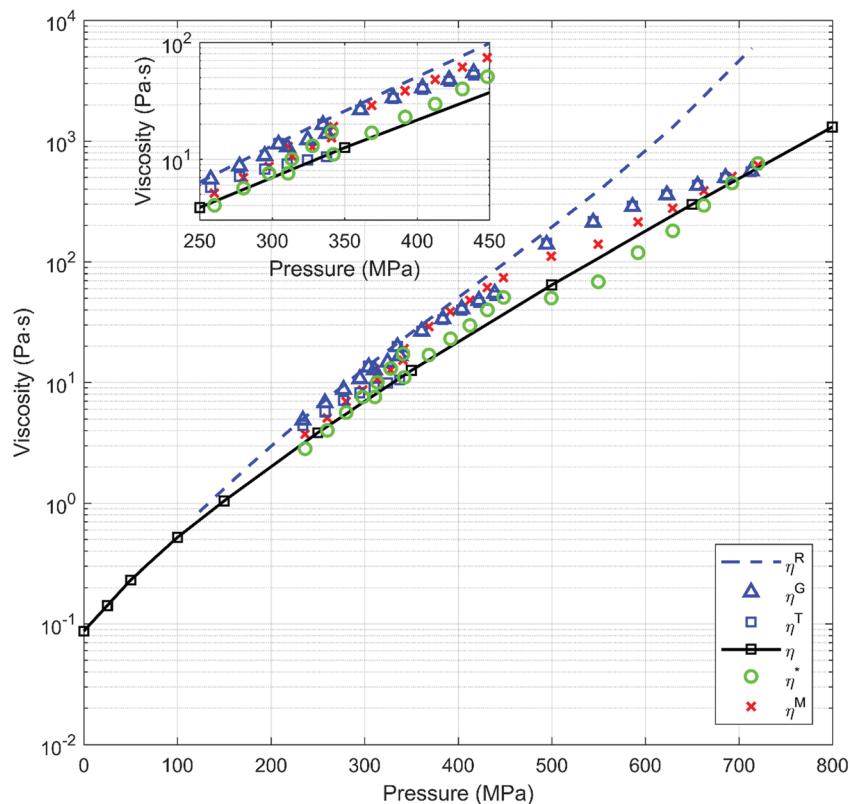 10^4
10^3
10^2
10^1
10^0
10^-1
10^-2
Viscosity (Pa·s)
0 100 200 300 400 500 600 700 800
Pressure (MPa)
10^2
10^1
Viscosity (Pa·s)
250 300 350 400 450
Pressure (MPa)
η^R
η^G
η^T
η
η^*
η^M